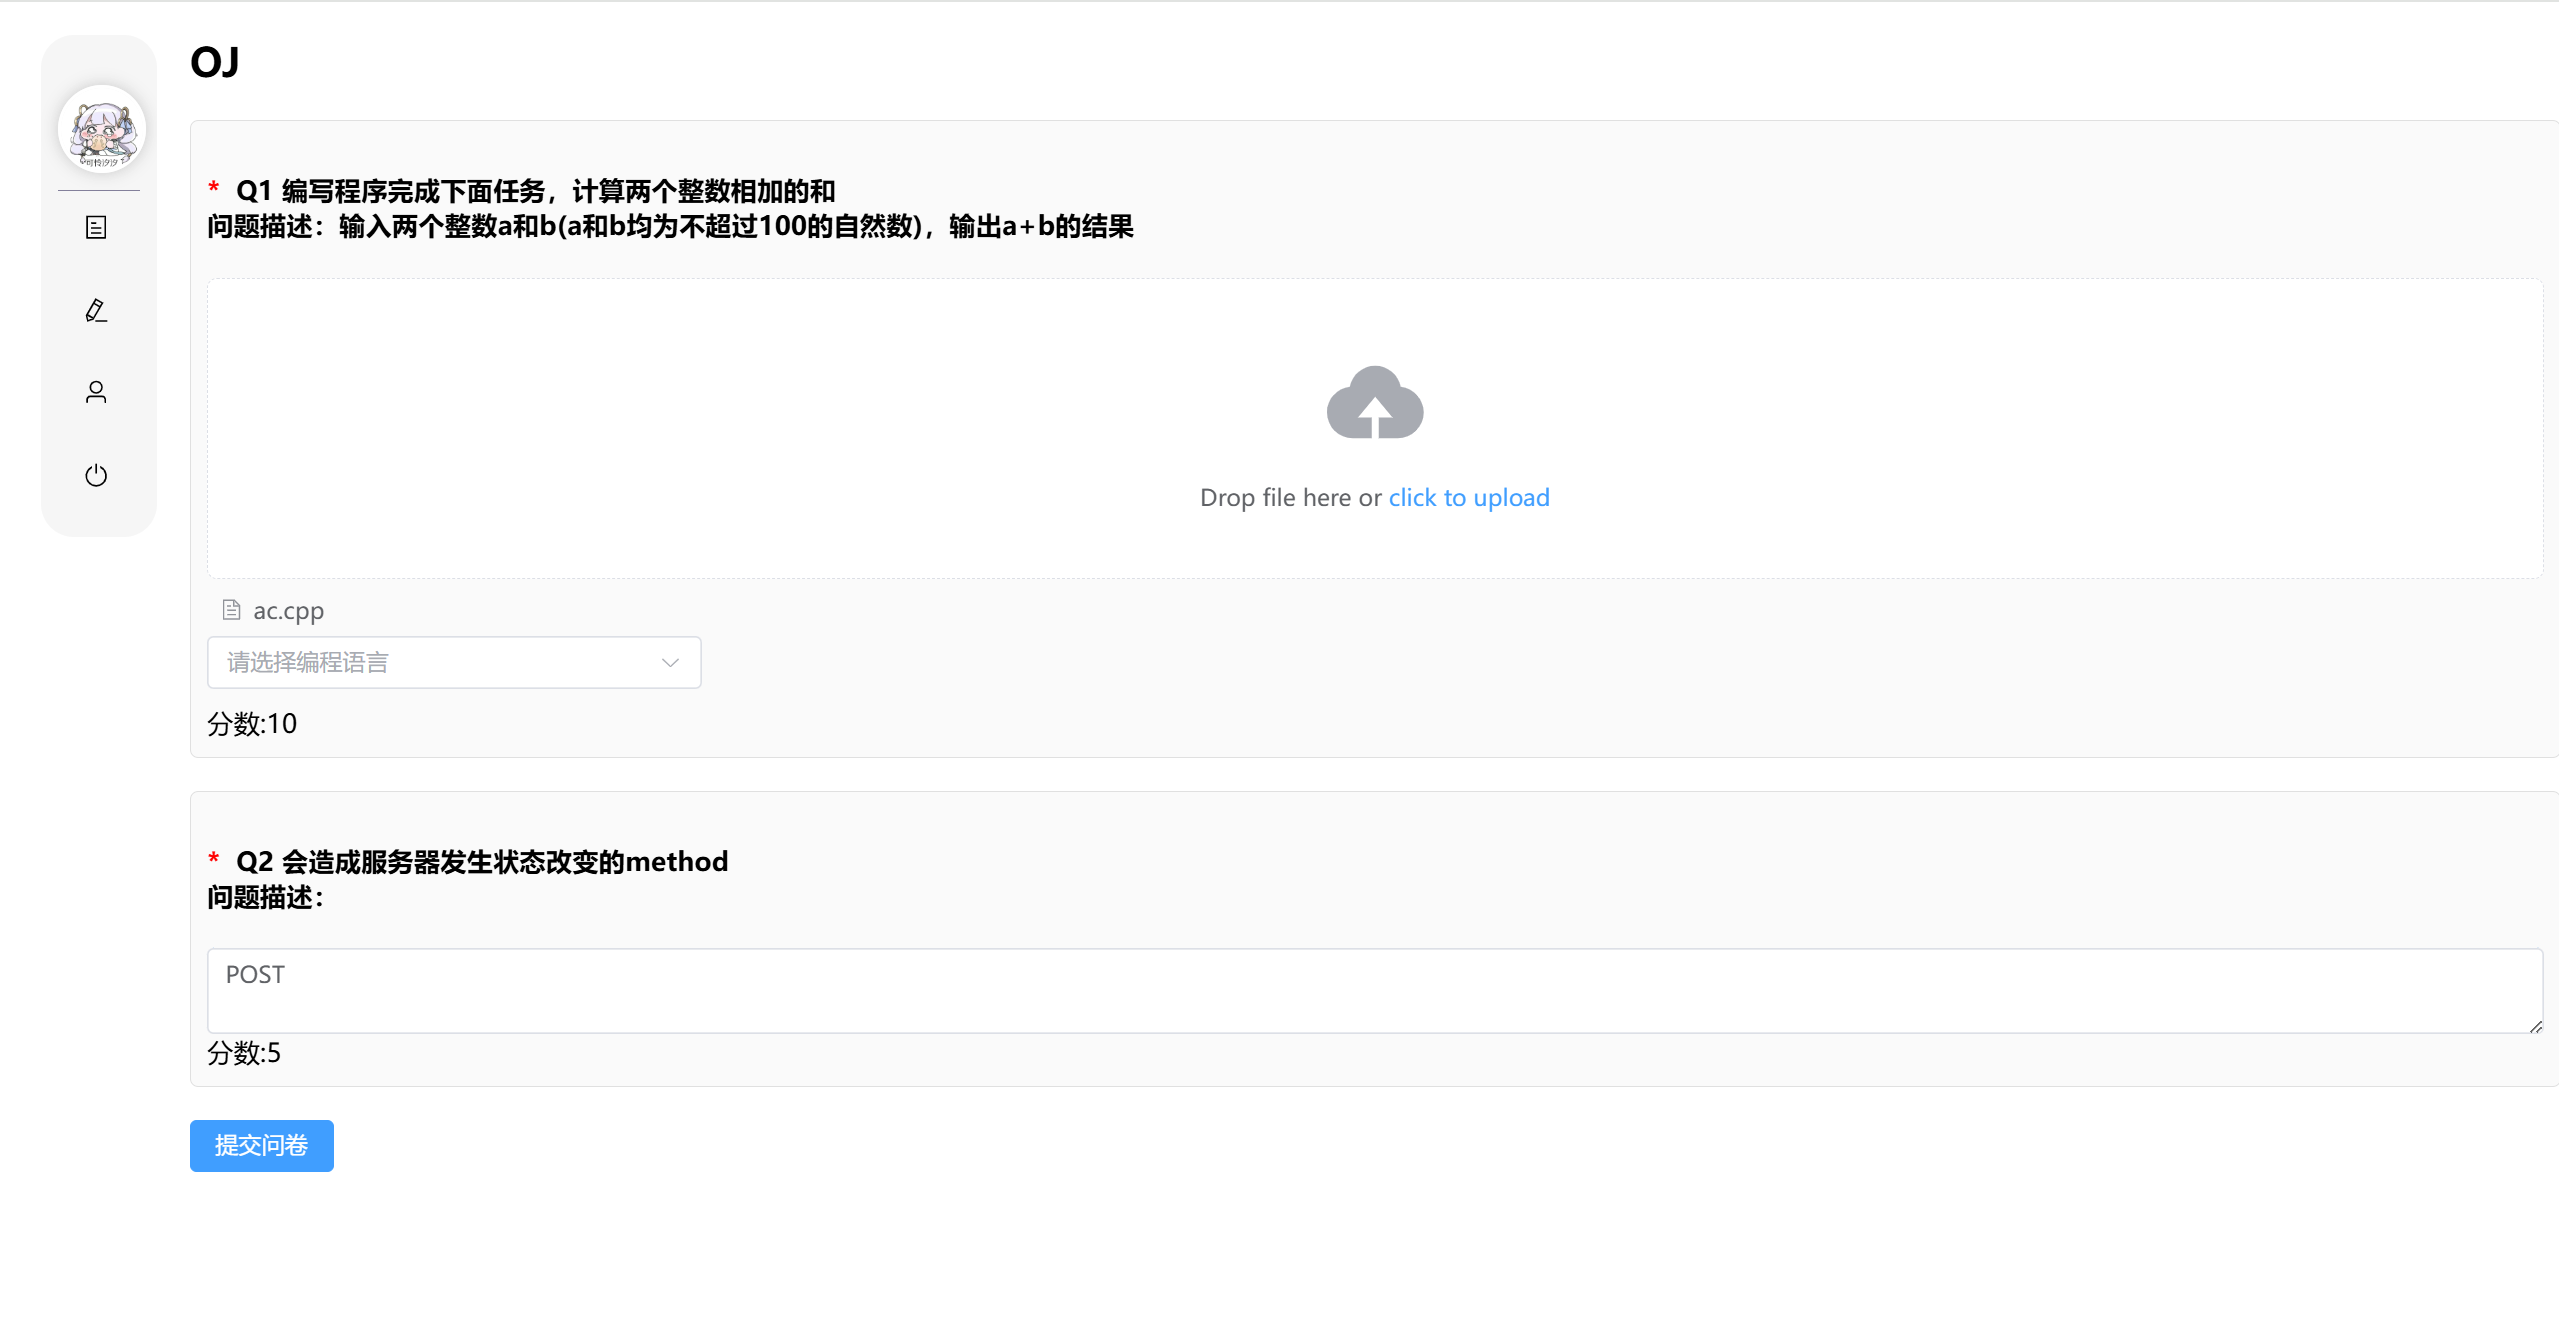 OJ
可怜汐汐
* Q1 编写程序完成下面任务，计算两个整数相加的和
问题描述：输入两个整数a和b(a和b均为不超过100的自然数)，输出a+b的结果
Drop file here or click to upload
ac.cpp
请选择编程语言
分数:10
* Q2 会造成服务器发生状态改变的method
问题描述：
POST
分数:5
提交问卷